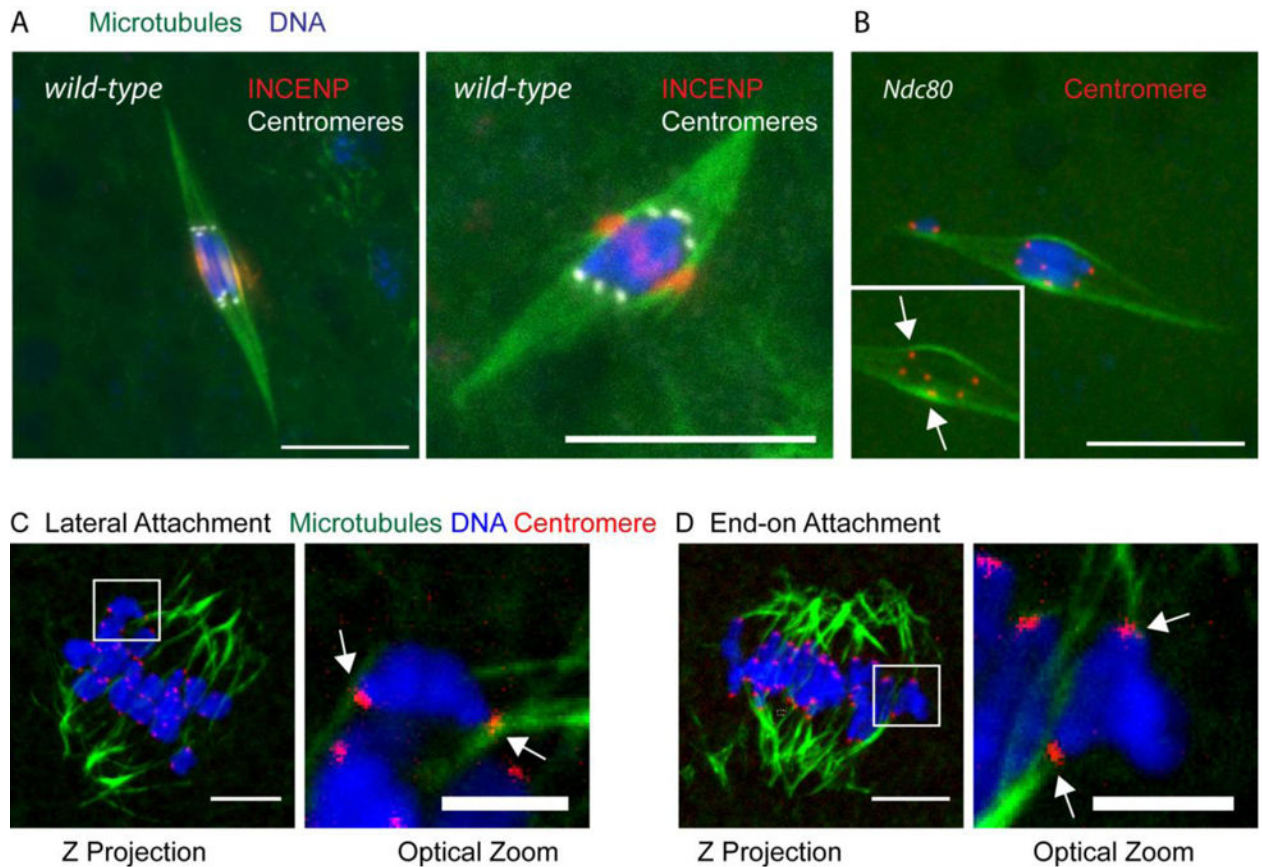 A Microtubules DNA B
wild-type INCENP
Centromeres
wild-type INCENP
Centromeres
Ndc80 Centromere
C Lateral Attachment Microtubules DNA Centromere D End-on Attachment
Z Projection Optical Zoom Z Projection Optical Zoom